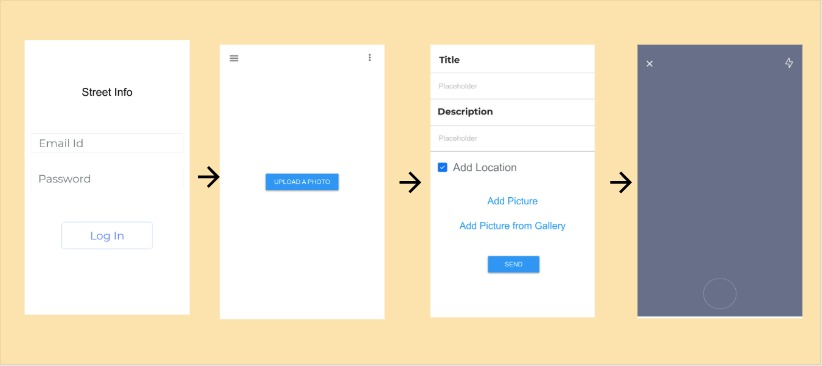 Street Info
Email Id
Password
Log In
UPLOAD A PHOTO
Title
Placeholder
Description
Placeholder
Add Location
Add Picture
Add Picture from Gallery
SEND